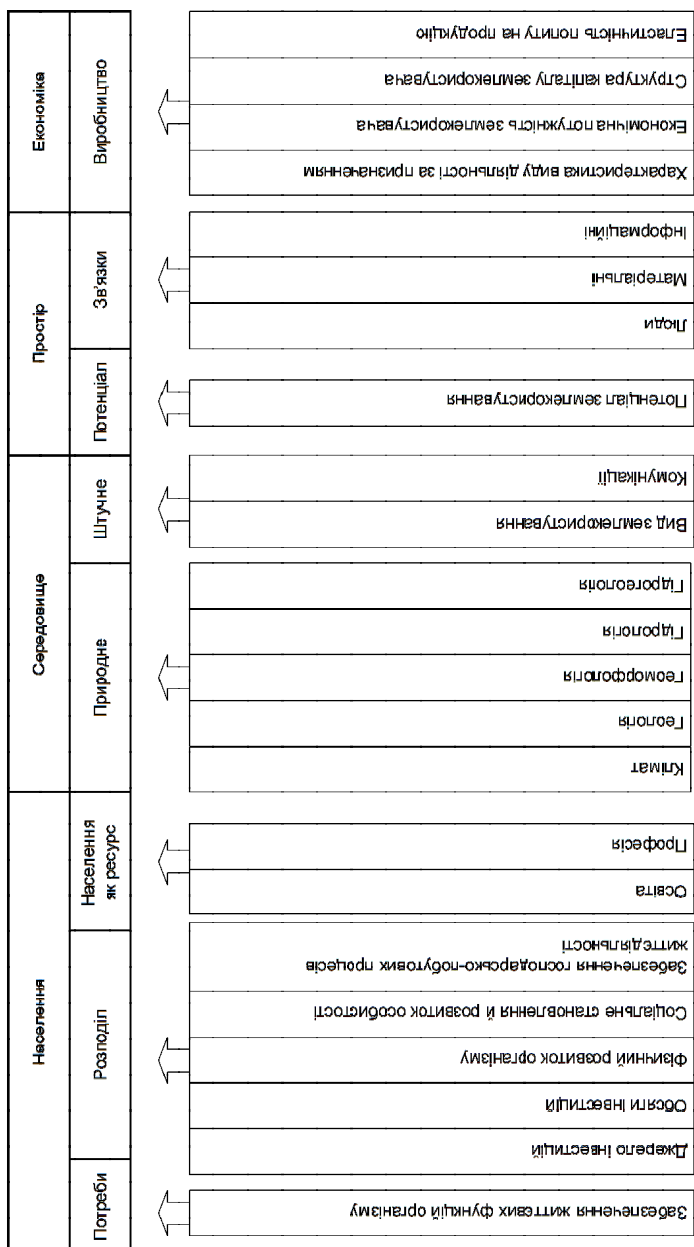 Населення
Середовище
Простір
Економіка
Потреби
Розподіл
Населення
як ресурс
Природне
Штучне
Потенціал
Зв'язки
Виробництво
Забезпечення життєвих функцій організму
Джерело інвестицій
Обсяги інвестицій
Фізичний розвиток організму
Соціальне становлення й розвиток особистості
Забезпечення господарсько-побутових процесів
життєдіяльності
Освіта
Професія
Клімат
Геологія
Геоморфологія
Гідрологія
Гідрогеологія
Вид землекористування
Комунікації
Потенціал землекористування
Люди
Матеріальні
Інформаційні
Характеристика виду діяльності за призначенням
Економічна потужність землекористувача
Структура капіталу землекористувача
Еластичність попиту на продукцію